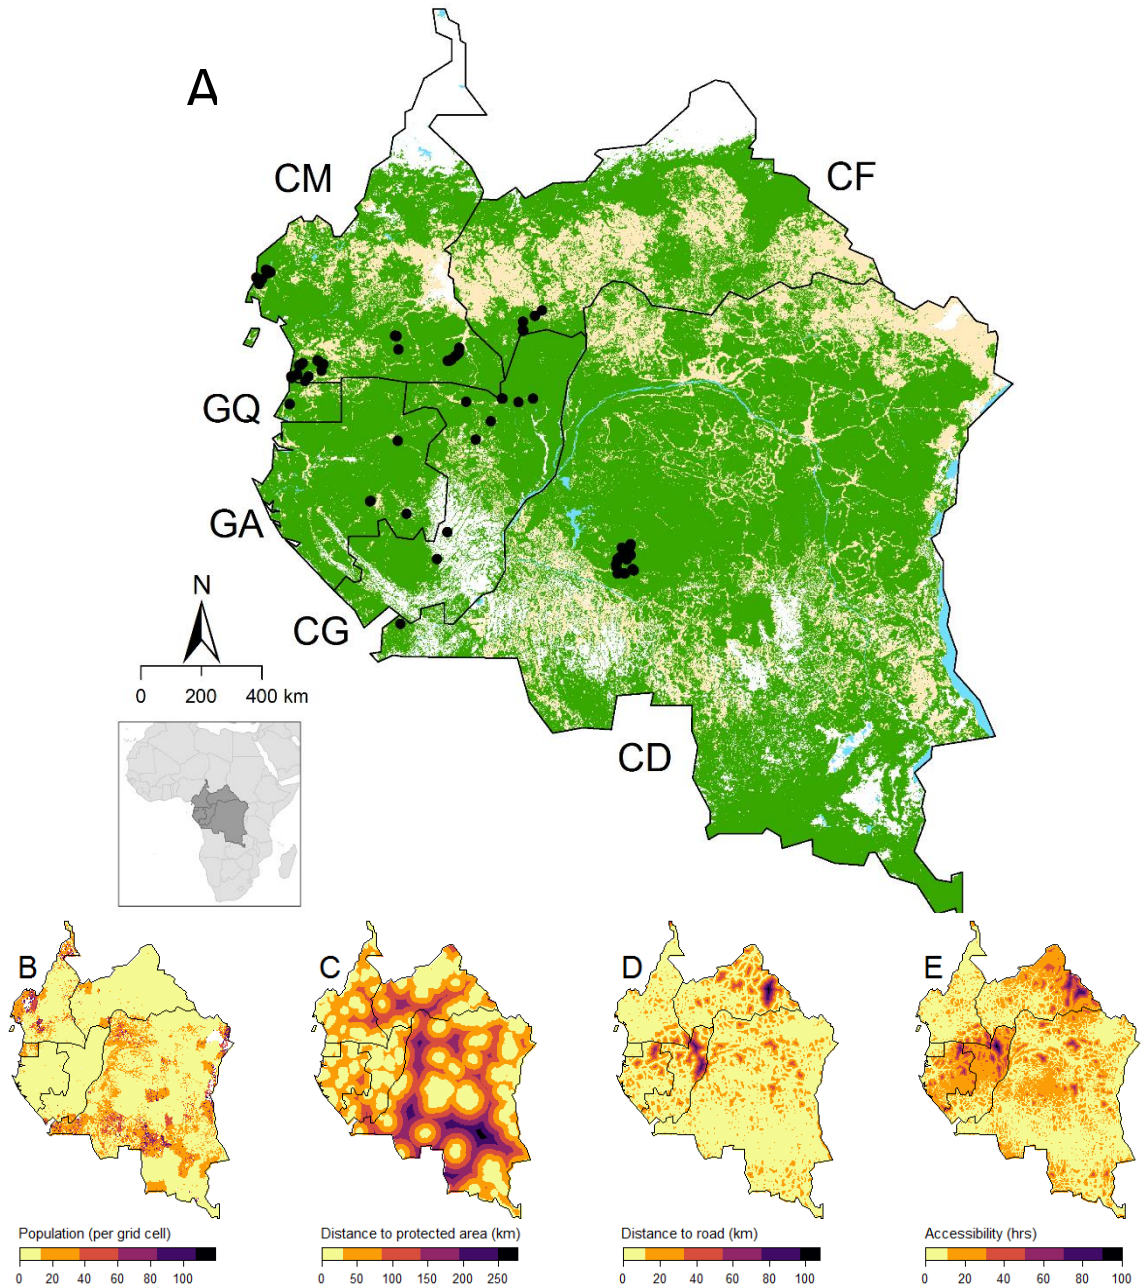 A
CM
CF
GQ
GA
N
CG
0 200 400 km
CD
B
C
D
E
Population (per grid cell)
0 20 40 60 80 100
Distance to protected area (km)
0 50 100 150 200 250
Distance to road (km)
0 20 40 60 80 100
Accessibility (hrs)
0 20 40 60 80 100